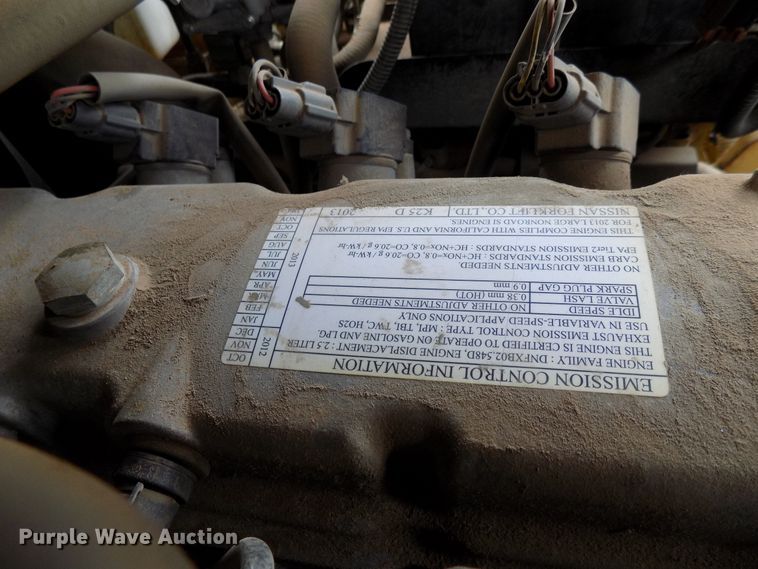 EMISSION CONTROL INFORMATION
ENGINE FAMILY : DNFXB02.54SD, ENGINE DISPLACEMENT : 2.5 LITER
THIS ENGINE IS CERTIFIED TO OPERATE ON GASOLINE AND LPG.
EXHAUST EMISSION CONTROL TYPE : MPI, TBI, TWC, HO2S
USE IN VARIABLE-SPEED APPLICATIONS ONLY
IDLE SPEED NO OTHER ADJUSTMENTS NEEDED
VALVE LASH 0.38 mm (HOT)
SPARK PLUG GAP 0.9 mm
NO OTHER ADJUSTMENTS NEEDED
CARB EMISSION STANDARDS : HC+NOx=0.8, CO=20.6 g / kW-hr
EPA Tier2 EMISSION STANDARDS : HC+NOx=0.8, CO=20.6 g / kW-hr
THIS ENGINE COMPLIES WITH CALIFORNIA AND U.S. EPA REGULATIONS
FOR 2013 LARGE NONROAD SI ENGINES
NISSAN FORKLIFT CO., LTD. K25 D 2013
2012
OCT
NOV
DEC
2013
JAN
FEB
MAR
APR
MAY
JUN
JUL
AUG
SEP
OCT
NOV
Purple Wave Auction